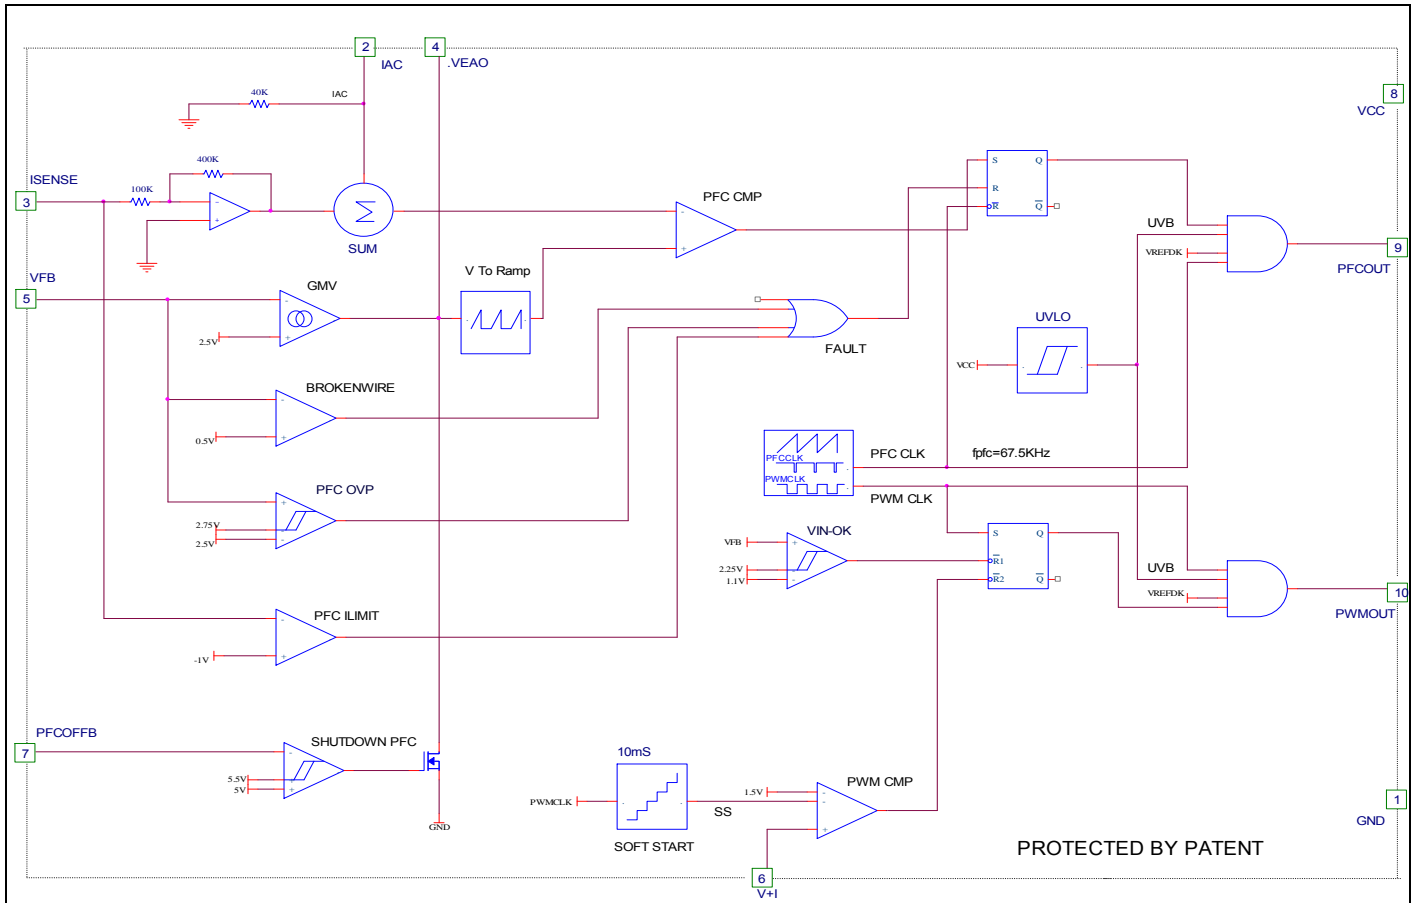 2
IAC
4
.VEAO
8
VCC
40K
IAC
400K
100K
ISENSE
3
-
+
Σ
SUM
PFC CMP
-
+
S
Q
R
R
Q
UVB
VREFDK
9
PFCOUT
VFB
5
GMV
-
+
2.5V
V To Ramp
FAULT
UVLO
VCC
BROKENWIRE
-
+
0.5V
PFCCLK
PWMCLK
PFC CLK
fpfc=67.5KHz
PWM CLK
PFC OVP
+
-
2.75V
2.5V
VIN-OK
VFB
+
-
2.25V
1.1V
S
Q
R1
R2
Q
UVB
VREFDK
10
PWMOUT
PFC ILIMIT
-
+
-1V
PFCOFFB
7
SHUTDOWN PFC
-
+
+
5.5V
5V
GND
10mS
PWMCLK
SS
SOFT START
1.5V
PWM CMP
-
-
+
1
GND
6
V+I
PROTECTED BY PATENT